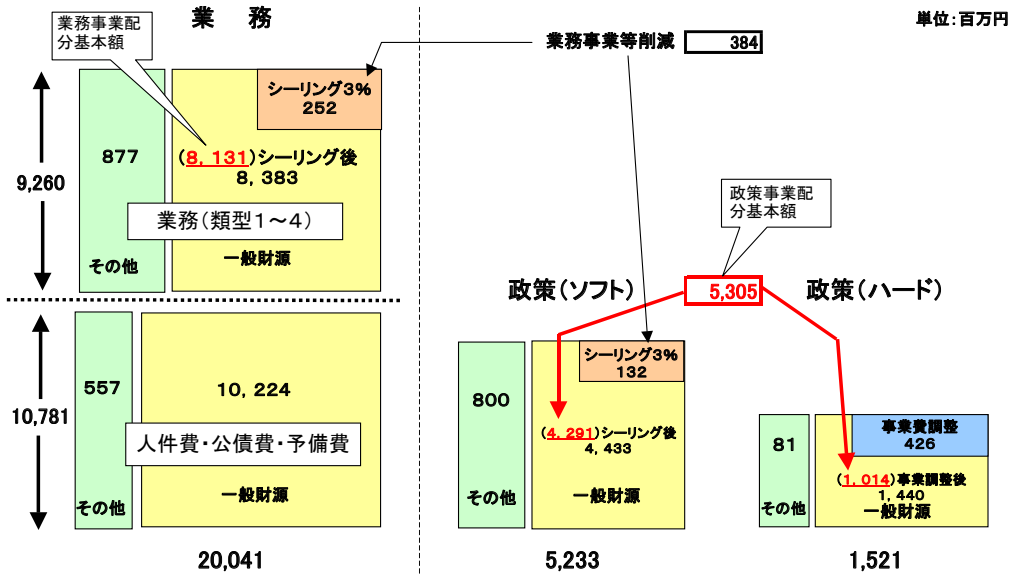 業　務
単位：百万円
業務事業配
分基本額
業務事業等削減
384
シーリング3％
252
877
(8,131)シーリング後
8,383
9,260
業務（類型１～４）
その他
一般財源
政策事業配
分基本額
政策（ソフト）
5,305
政策（ハード）
557
10,224
10,781
人件費・公債費・予備費
一般財源
その他
シーリング3％
132
800
(4,291)シーリング後
4,433
その他
一般財源
81
事業費調整
426
(1,014)事業調整後
1,440
その他
一般財源
20,041
5,233
1,521